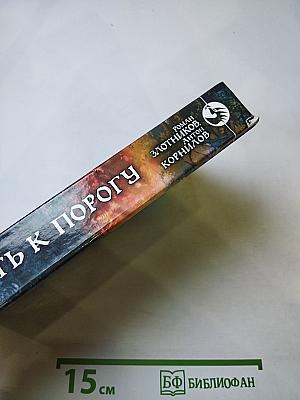 РОМАН
ЗЛОТНИКОВ,
АНТОН
КОРНИЛОВ
ТЬ К ПОРОГУ
15 см
БФ БИБЛИОФАН